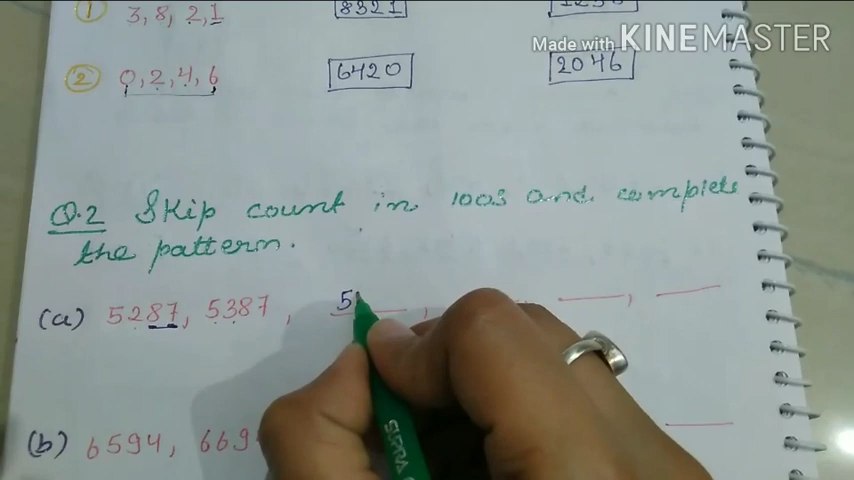 ① 3, 8, 2, 1 8321
Made with KINEMASTER
② 0, 2, 4, 6 6420 2046
Q.2 Skip count in 100s and complete
the pattern.
(a) 5287, 5387, 5
(b) 6594, 669